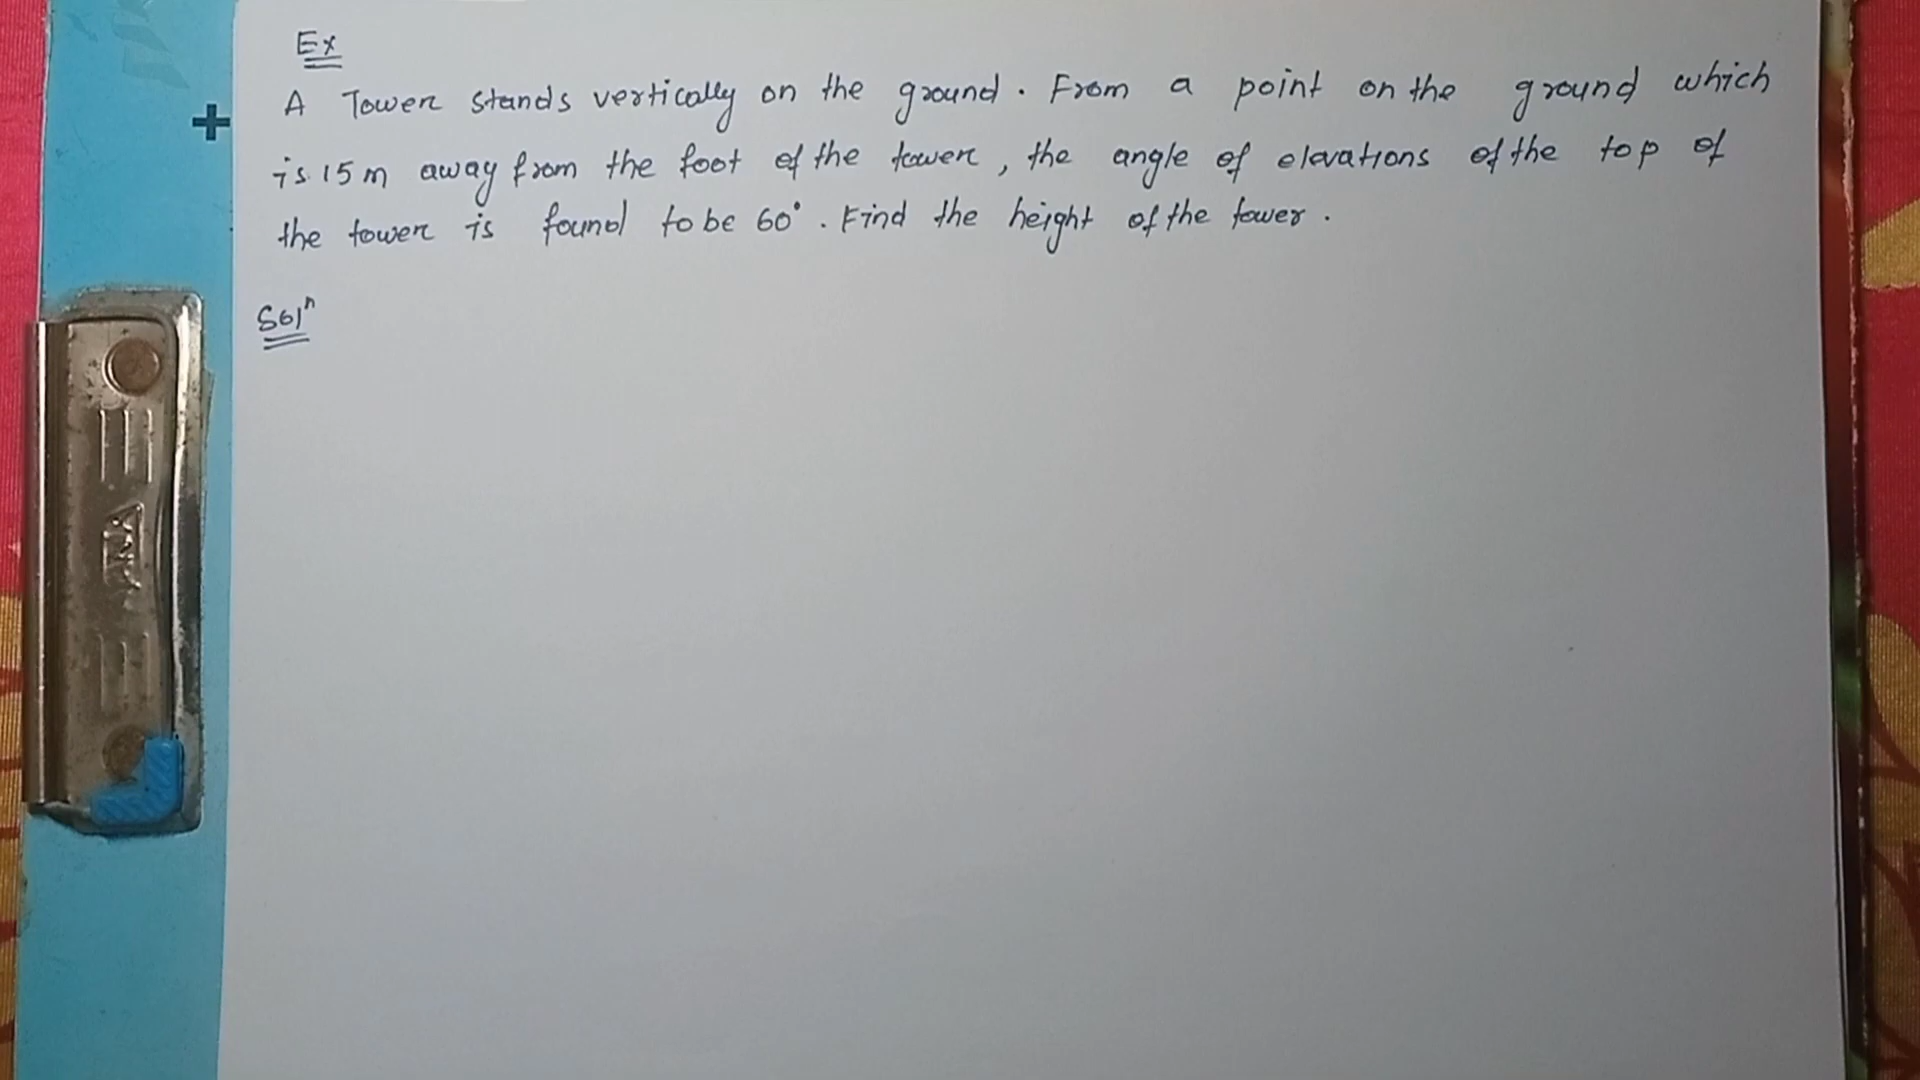 Ex
A Tower stands vertically on the ground. From a point on the ground which
is 15 m away from the foot of the tower, the angle of elevations of the top of
the tower is found to be 60°. Find the height of the tower.
Solⁿ